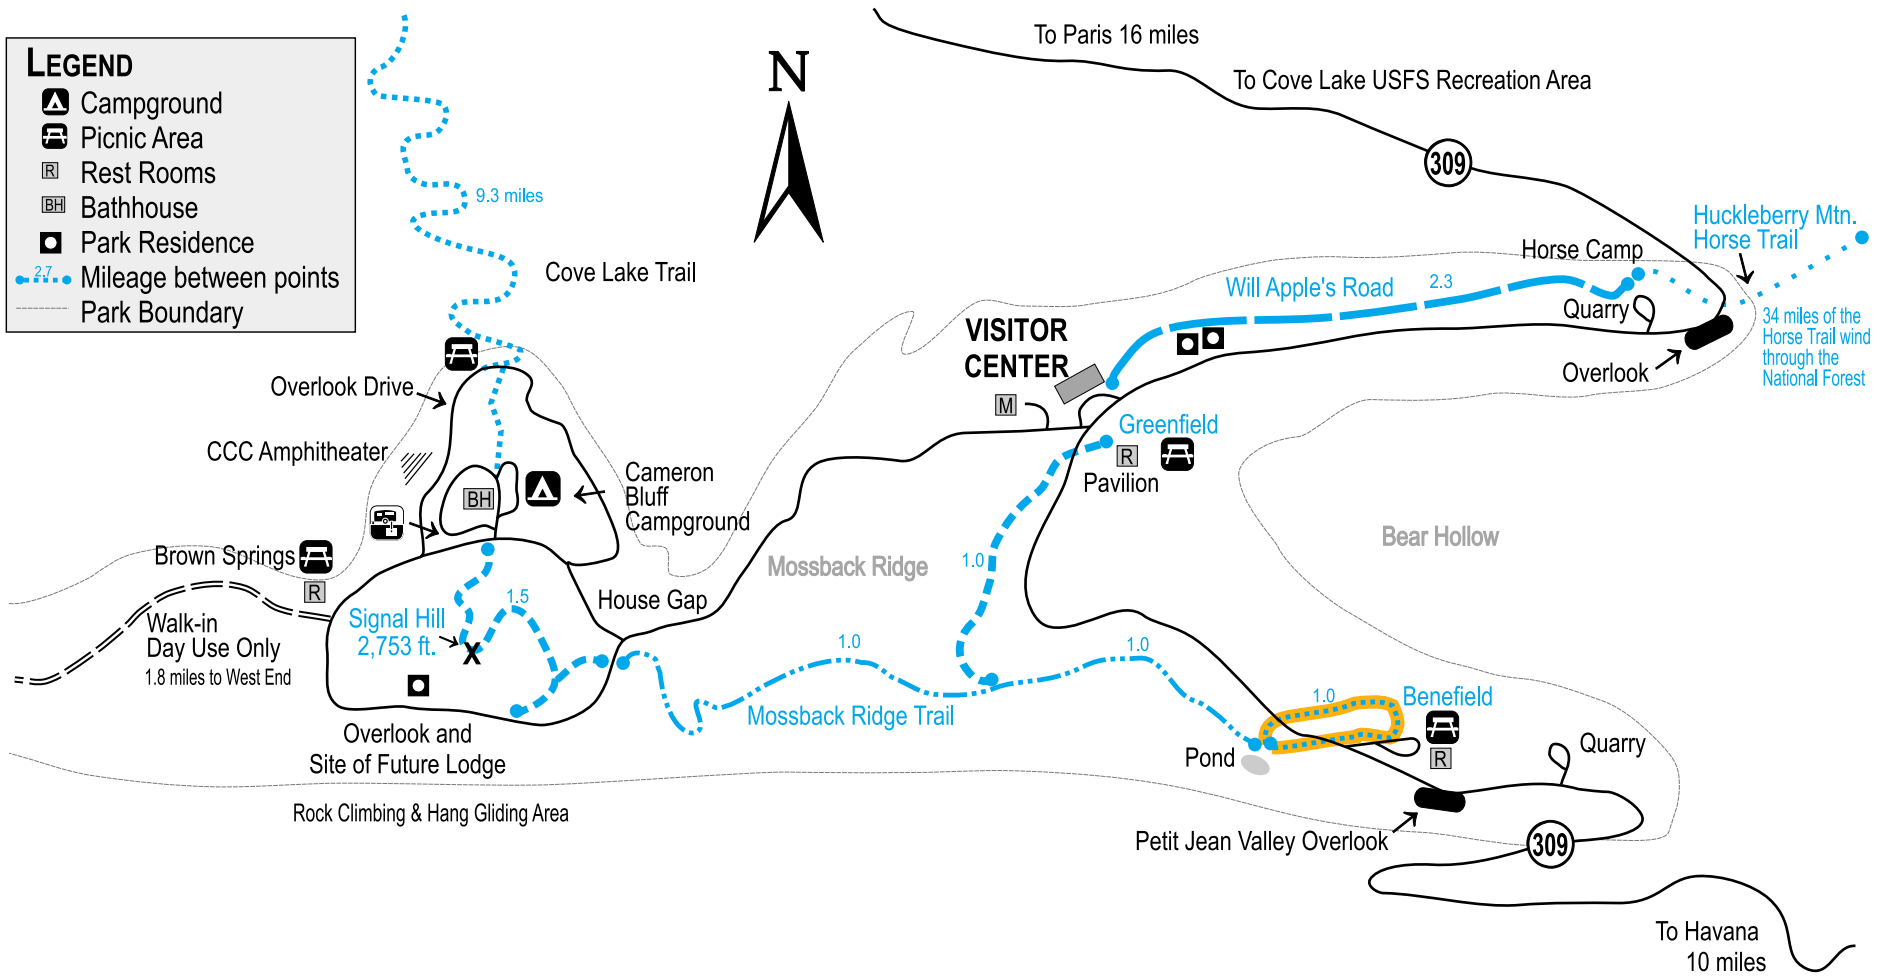 LEGEND
Campground
Picnic Area
R Rest Rooms
BH Bathhouse
Park Residence
2.7 Mileage between points
Park Boundary
N
To Paris 16 miles
To Cove Lake USFS Recreation Area
309
9.3 miles
Cove Lake Trail
Huckleberry Mtn.
Horse Trail
Horse Camp
Will Apple's Road
2.3
Quarry
34 miles of the
Horse Trail wind
through the
National Forest
Overlook
VISITOR
CENTER
M
Greenfield
R
Pavilion
Overlook Drive
CCC Amphitheater
BH
Cameron
Bluff
Campground
Brown Springs
R
Bear Hollow
Mossback Ridge
1.0
House Gap
Signal Hill
2,753 ft.
X
1.5
Walk-in
Day Use Only
1.8 miles to West End
1.0
1.0
Mossback Ridge Trail
1.0
Benefield
R
Pond
Quarry
Overlook and
Site of Future Lodge
Rock Climbing & Hang Gliding Area
Petit Jean Valley Overlook
309
To Havana
10 miles